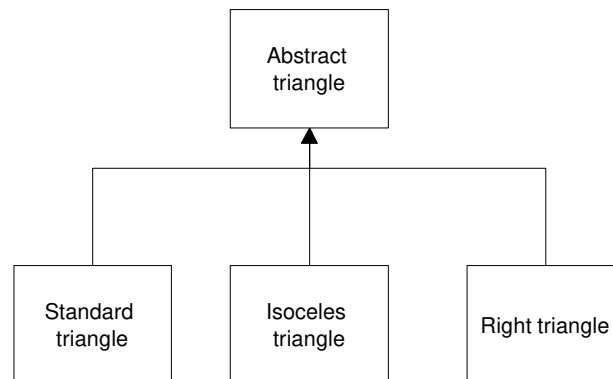 Abstract
triangle
Standard
triangle
Isoceles
triangle
Right triangle